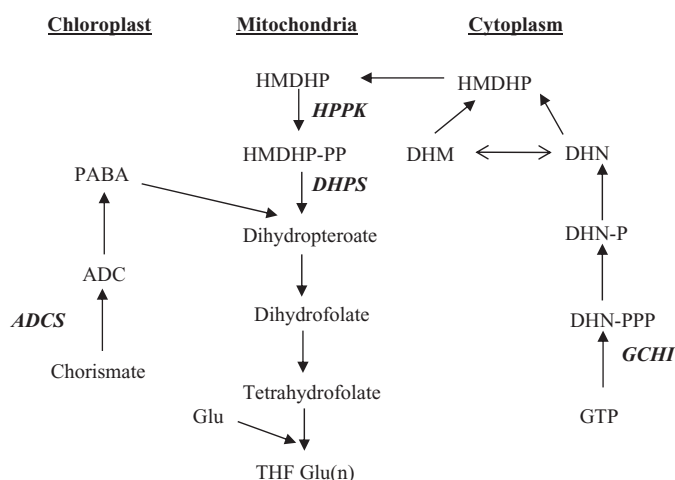 Chloroplast Mitochondria Cytoplasm
HMDHP HMDHP
HPPK
HMDHP-PP DHM DHN
DHPS
PABA
Dihydropteroate DHN-P
ADC
Dihydrofolate DHN-PPP
ADCS
GCHI
Chorismate
Tetrahydrofolate
Glu GTP
THF Glu(n)